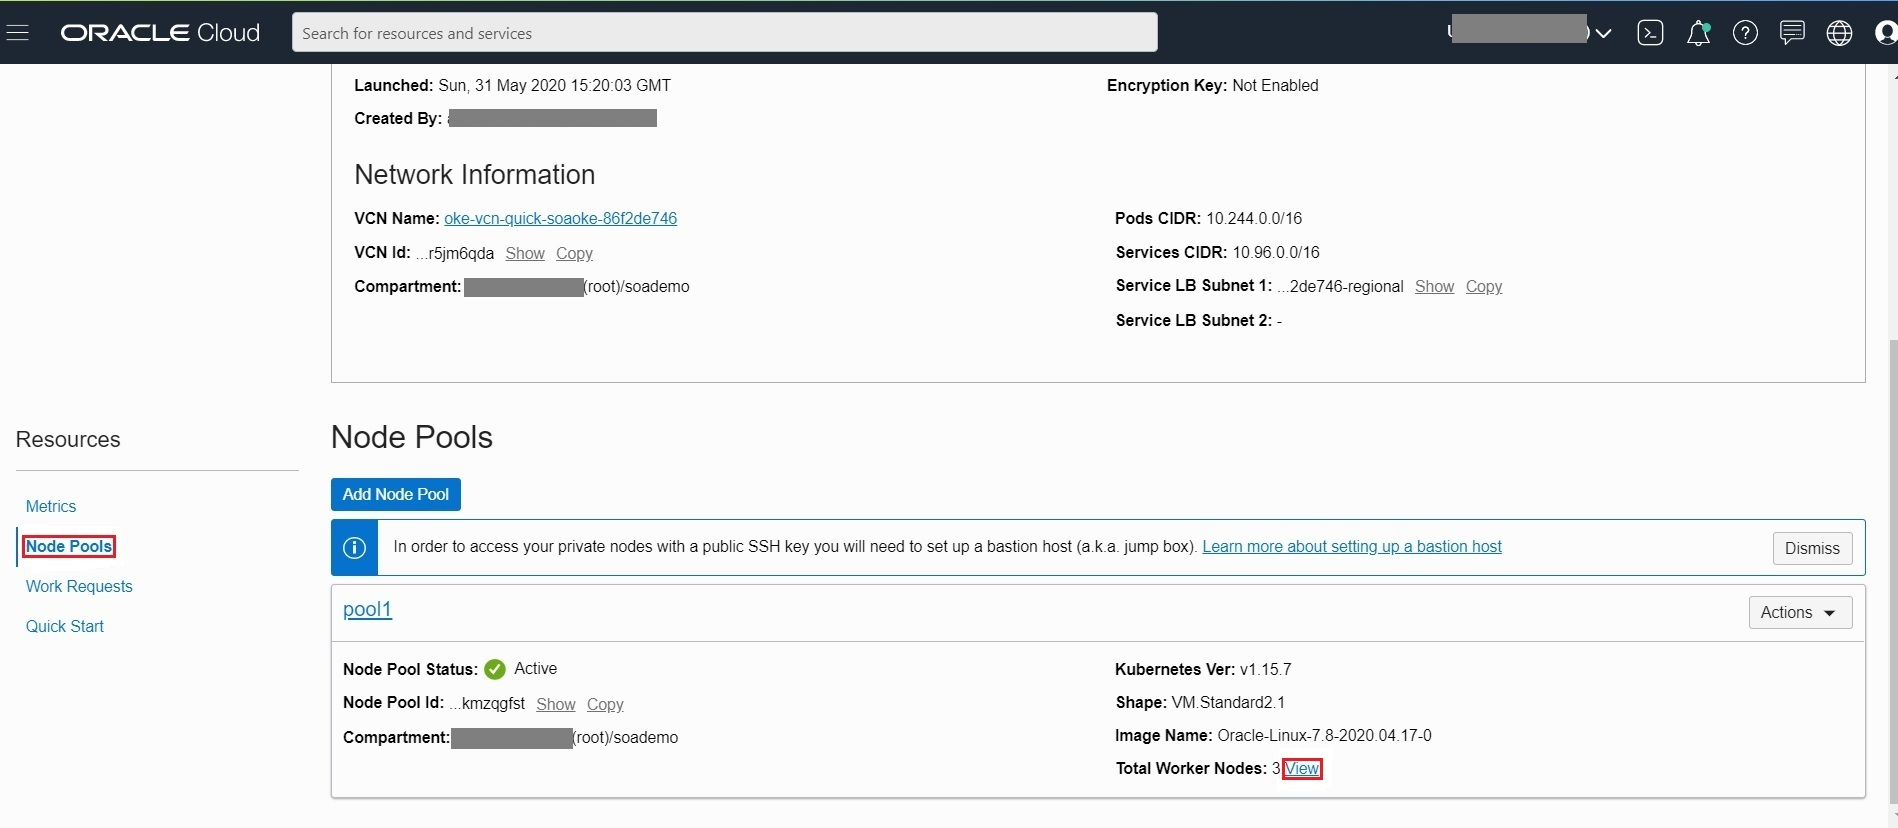 ORACLE Cloud
Search for resources and services
Launched: Sun, 31 May 2020 15:20:03 GMT
Encryption Key: Not Enabled
Created By:
Network Information
VCN Name: oke-vcn-quick-soaoke-86f2de746
Pods CIDR: 10.244.0.0/16
VCN Id: ...r5jm6qda Show Copy
Services CIDR: 10.96.0.0/16
Compartment: (root)/soademo
Service LB Subnet 1: ...2de746-regional Show Copy
Service LB Subnet 2: -
Resources
Metrics
Node Pools
Work Requests
Quick Start
Node Pools
Add Node Pool
In order to access your private nodes with a public SSH key you will need to set up a bastion host (a.k.a. jump box). Learn more about setting up a bastion host
Dismiss
pool1
Actions
Node Pool Status: Active
Kubernetes Ver: v1.15.7
Node Pool Id: ...kmzqgfst Show Copy
Shape: VM.Standard2.1
Compartment: (root)/soademo
Image Name: Oracle-Linux-7.8-2020.04.17-0
Total Worker Nodes: 3 View